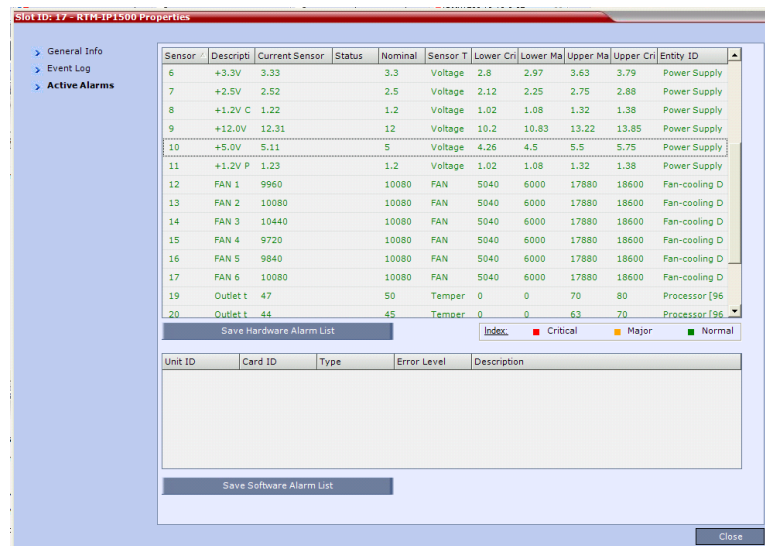 Slot ID: 17 - RTM-IP1500 Properties
General Info
Event Log
Active Alarms
Sensor Descripti Current Sensor Status Nominal Sensor T Lower Cri Lower Ma Upper Ma Upper Cri Entity ID
6 +3.3V 3.33 3.3 Voltage 2.8 2.97 3.63 3.79 Power Supply
7 +2.5V 2.52 2.5 Voltage 2.12 2.25 2.75 2.88 Power Supply
8 +1.2V C 1.22 1.2 Voltage 1.02 1.08 1.32 1.38 Power Supply
9 +12.0V 12.31 12 Voltage 10.2 10.83 13.22 13.85 Power Supply
10 +5.0V 5.11 5 Voltage 4.26 4.5 5.5 5.75 Power Supply
11 +1.2V P 1.23 1.2 Voltage 1.02 1.08 1.32 1.38 Power Supply
12 FAN 1 9960 10080 FAN 5040 6000 17880 18600 Fan-cooling D
13 FAN 2 10080 10080 FAN 5040 6000 17880 18600 Fan-cooling D
14 FAN 3 10440 10080 FAN 5040 6000 17880 18600 Fan-cooling D
15 FAN 4 9720 10080 FAN 5040 6000 17880 18600 Fan-cooling D
16 FAN 5 9840 10080 FAN 5040 6000 17880 18600 Fan-cooling D
17 FAN 6 10080 10080 FAN 5040 6000 17880 18600 Fan-cooling D
19 Outlet t 47 50 Temper 0 0 70 80 Processor [96
20 Outlet t 44 45 Temper 0 0 63 70 Processor [96
Save Hardware Alarm List
Index: Critical Major Normal
Unit ID Card ID Type Error Level Description
Save Software Alarm List
Close